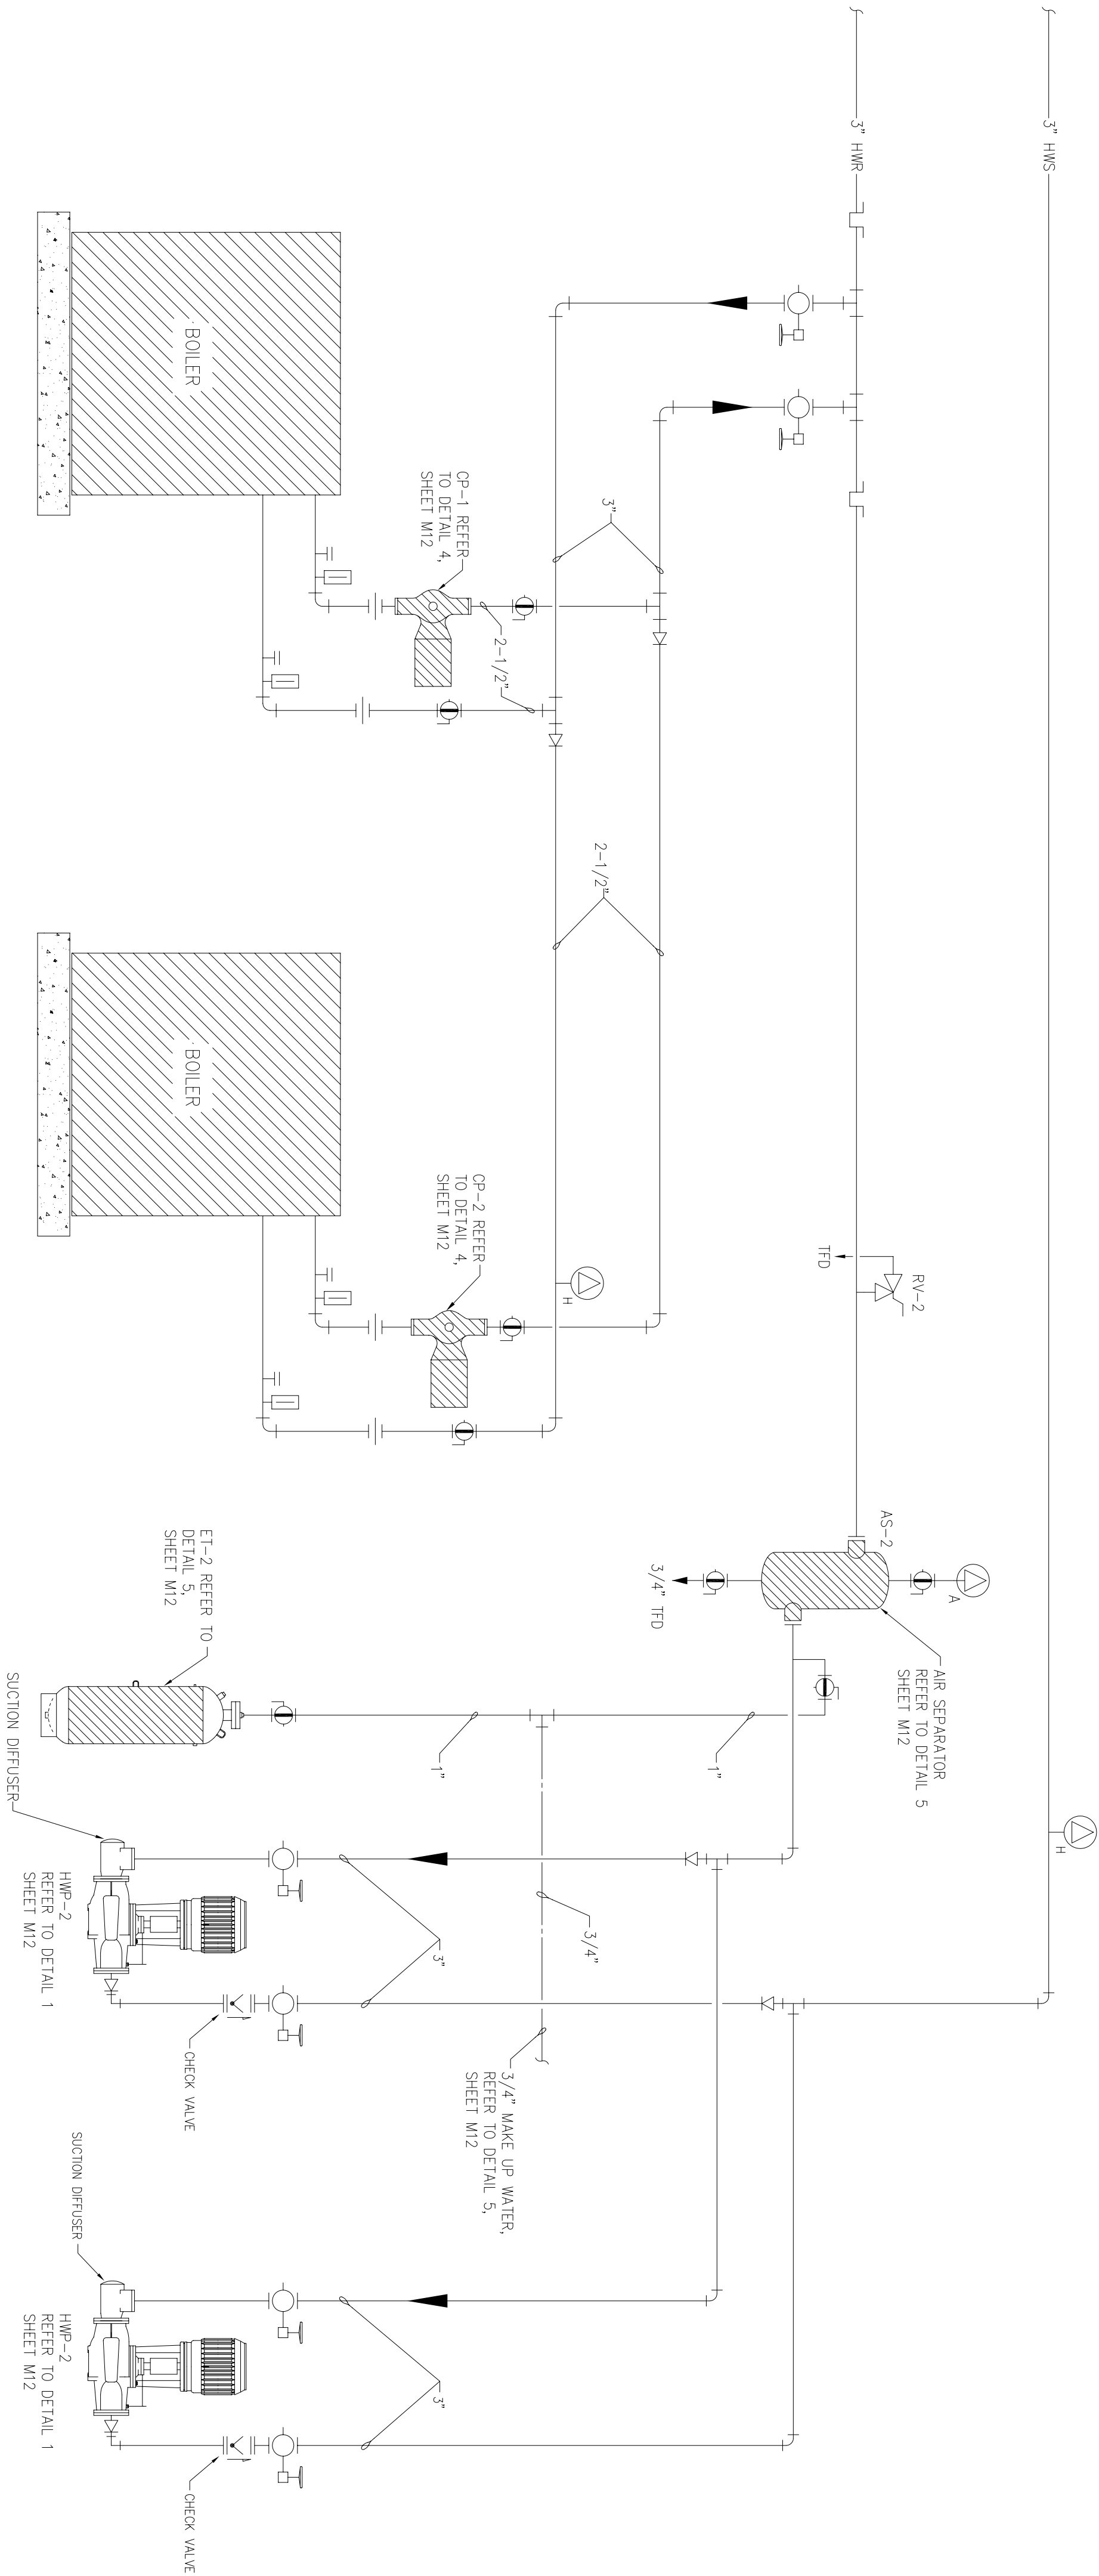 3" HWS
3" HWR
H
RV-2
TFD
AS-2
A
AIR SEPARATOR
REFER TO DETAIL 5
SHEET M12
3/4" TFD
3"
2-1/2"
H
CP-1 REFER
TO DETAIL 4,
SHEET M12
2-1/2"
CP-2 REFER
TO DETAIL 4,
SHEET M12
BOILER
BOILER
1"
1"
3/4"
3/4" MAKE UP WATER,
REFER TO DETAIL 5,
SHEET M12
3"
3"
ET-2 REFER TO
DETAIL 5,
SHEET M12
SUCTION DIFFUSER
HWP-2
REFER TO DETAIL 1
SHEET M12
CHECK VALVE
SUCTION DIFFUSER
HWP-2
REFER TO DETAIL 1
SHEET M12
CHECK VALVE